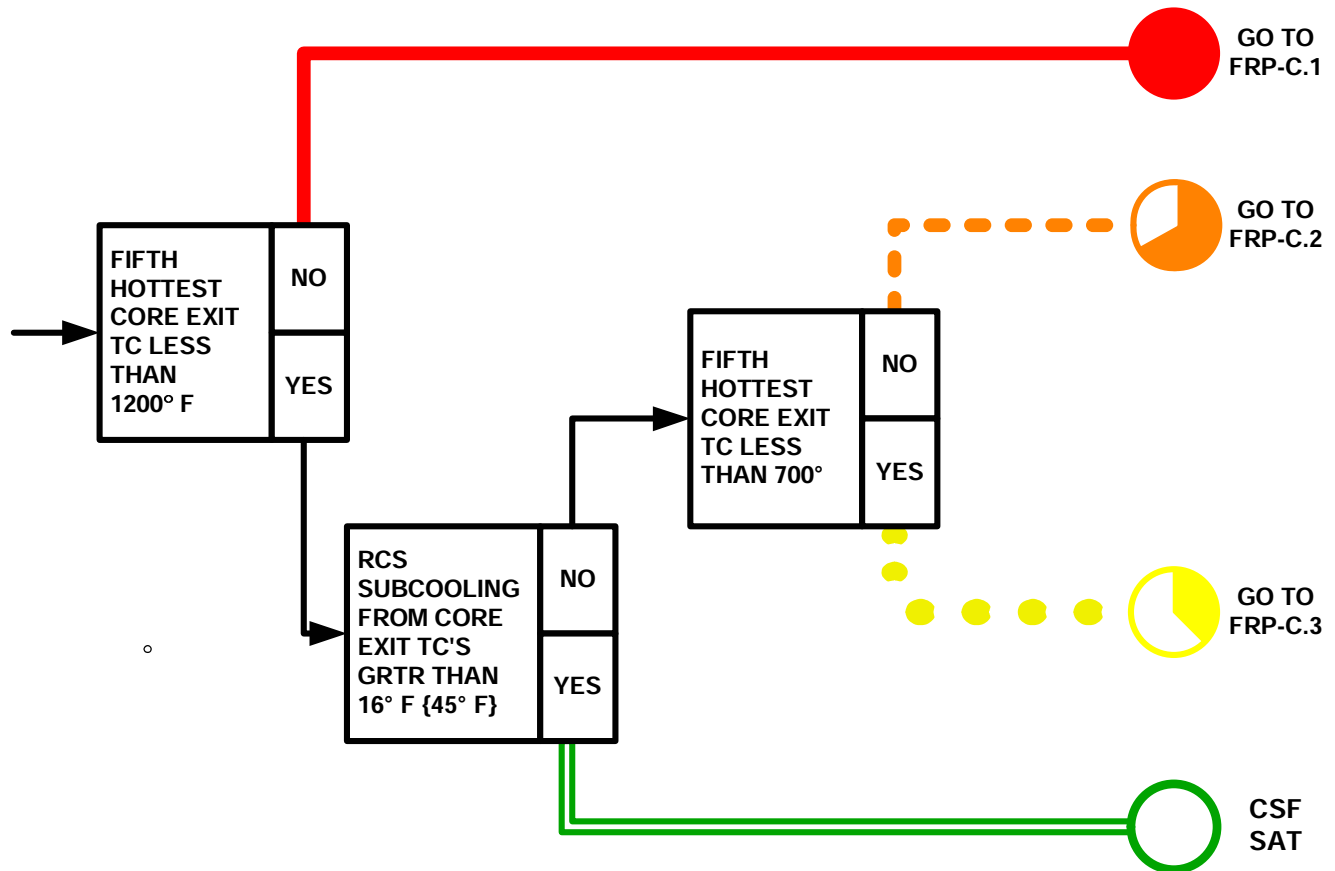 GO TO
FRP-C.1
GO TO
FRP-C.2
FIFTH
HOTTEST
CORE EXIT
TC LESS
THAN
1200° F
NO
YES
FIFTH
HOTTEST
CORE EXIT
TC LESS
THAN 700°
NO
YES
RCS
SUBCOOLING
FROM CORE
EXIT TC'S
GRTR THAN
16° F {45° F}
NO
YES
GO TO
FRP-C.3
CSF
SAT